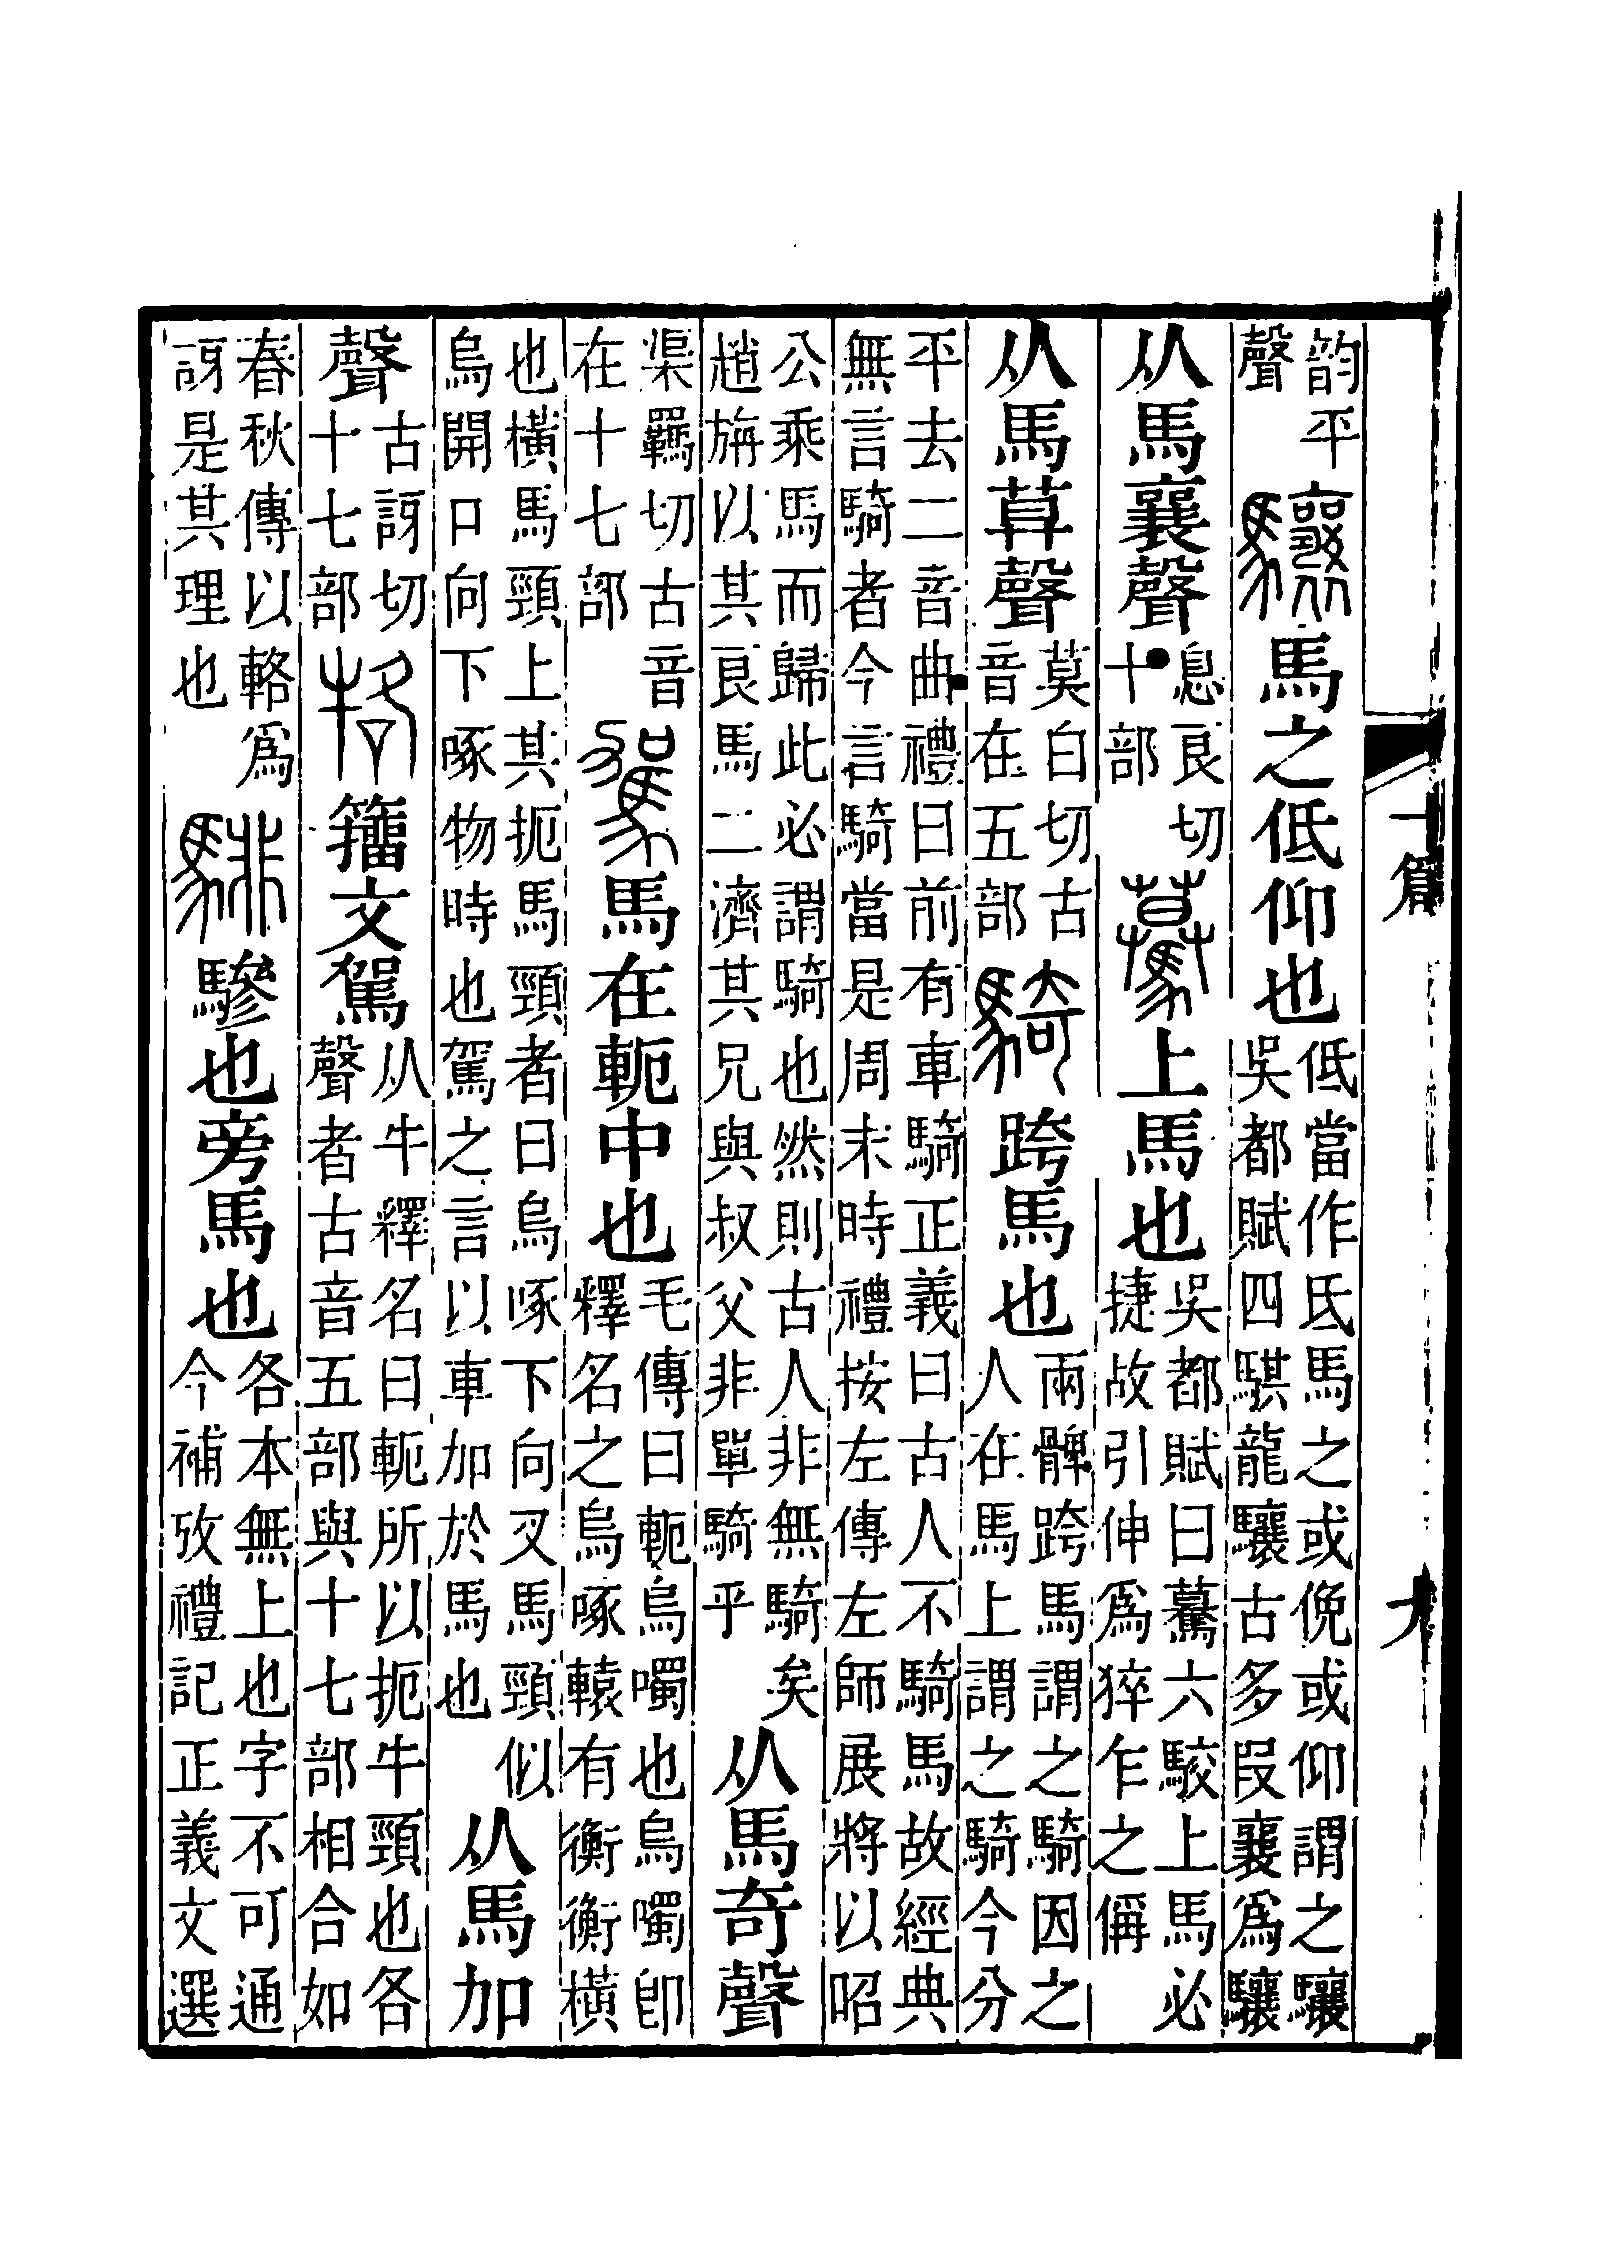 韵平聲驤馬之低仰也低當作氐馬之或俛或仰謂之驤吳都賦四騏龍驤古多叚襄爲驤
从馬襄聲息良切十部驀上馬也吳都賦曰驀六駮上馬必捷故引伸爲猝乍之偁
从馬莫聲莫白切古音在五部騎跨馬也兩髀跨馬謂之騎因之人在馬上謂之騎今分
平去二音曲禮曰前有車騎正義曰古人不騎馬故經典無言騎者今言騎當是周末時禮按左傳左師展將以昭
公乘馬而歸此必謂騎也然則古人非無騎矣趙旃以其良馬二濟其兄與叔父非單騎乎从馬奇聲
渠羈切古音在十七部駕馬在軛中也毛傳曰軛烏噣也烏噣卽釋名之烏啄轅有衡衡橫
也橫馬頸上其扼馬頸者曰烏啄下向叉馬頸似烏開口向下啄物時也駕之言以車加於馬也从馬加
聲古訝切十七部籒文駕从牛釋名曰軛所以扼牛頸也各聲者古音五部與十七部相合如
春秋傳以輅爲訝是其理也騑驂也旁馬也各本無上也字不可通今補攷禮記正義文選